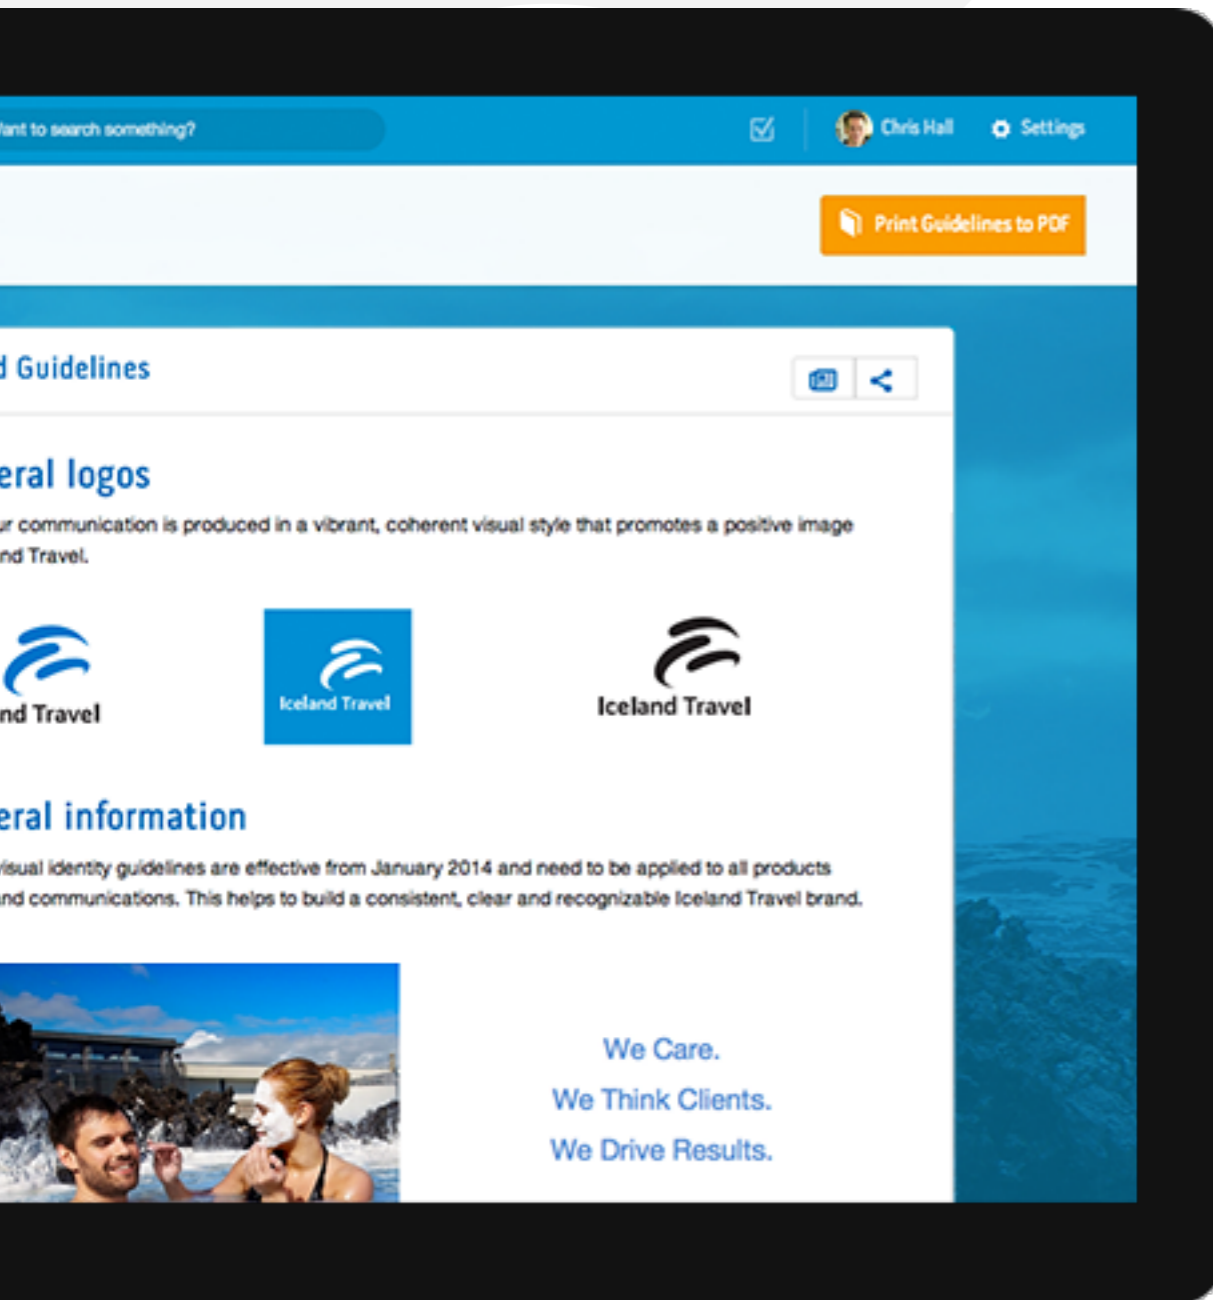 Want to search something?
Chris Hall
Settings
Print Guidelines to PDF
d Guidelines
eral logos
ur communication is produced in a vibrant, coherent visual style that promotes a positive image
nd Travel.
nd Travel
Iceland Travel
Iceland Travel
eral information
visual identity guidelines are effective from January 2014 and need to be applied to all products
and communications. This helps to build a consistent, clear and recognizable Iceland Travel brand.
We Care.
We Think Clients.
We Drive Results.